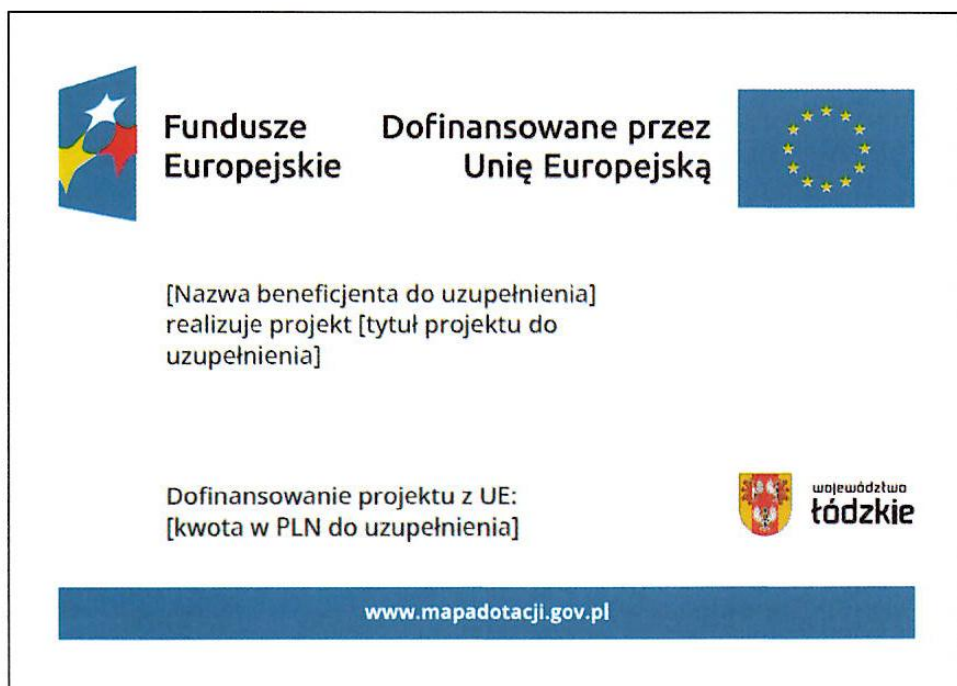 Fundusze
Europejskie
Dofinansowane przez
Unię Europejską
[Nazwa beneficjenta do uzupełnienia]
realizuje projekt [tytuł projektu do
uzupełnienia]
Dofinansowanie projektu z UE:
[kwota w PLN do uzupełnienia]
województwo
łódzkie
www.mapadotacji.gov.pl